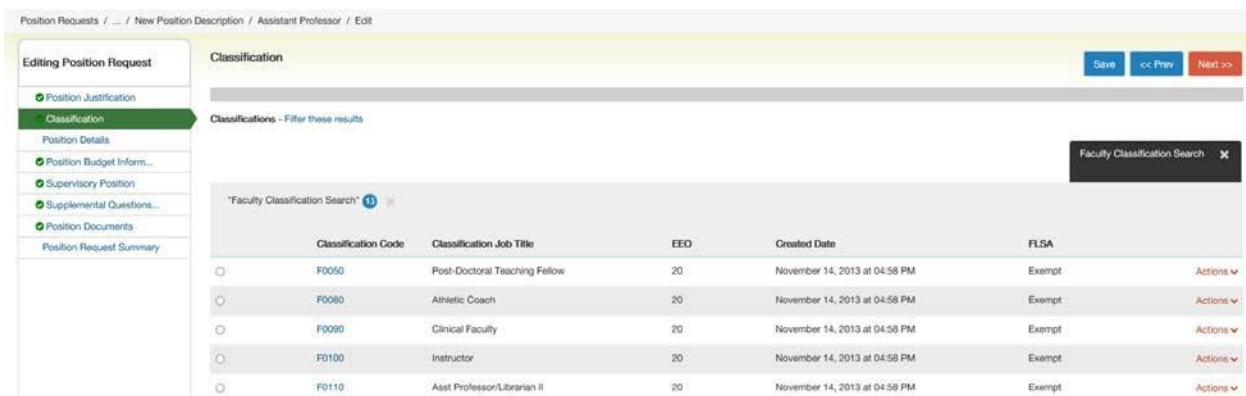 Position Requests / ... / New Position Description / Assistant Professor / Edit
Editing Position Request
Position Justification
Classification
Position Details
Position Budget Inform...
Supervisory Position
Supplemental Questions...
Position Documents
Position Request Summary
Classification
Save
<< Prev
Next >>
Classifications - Filter these results
Faculty Classification Search ✖
"Faculty Classification Search" 13 ✖
Classification Code Classification Job Title EEO Created Date FLSA
F0050 Post-Doctoral Teaching Fellow 20 November 14, 2013 at 04:58 PM Exempt Actions
F0080 Athletic Coach 20 November 14, 2013 at 04:58 PM Exempt Actions
F0090 Clinical Faculty 20 November 14, 2013 at 04:58 PM Exempt Actions
F0100 Instructor 20 November 14, 2013 at 04:58 PM Exempt Actions
F0110 Asst Professor/Librarian II 20 November 14, 2013 at 04:58 PM Exempt Actions